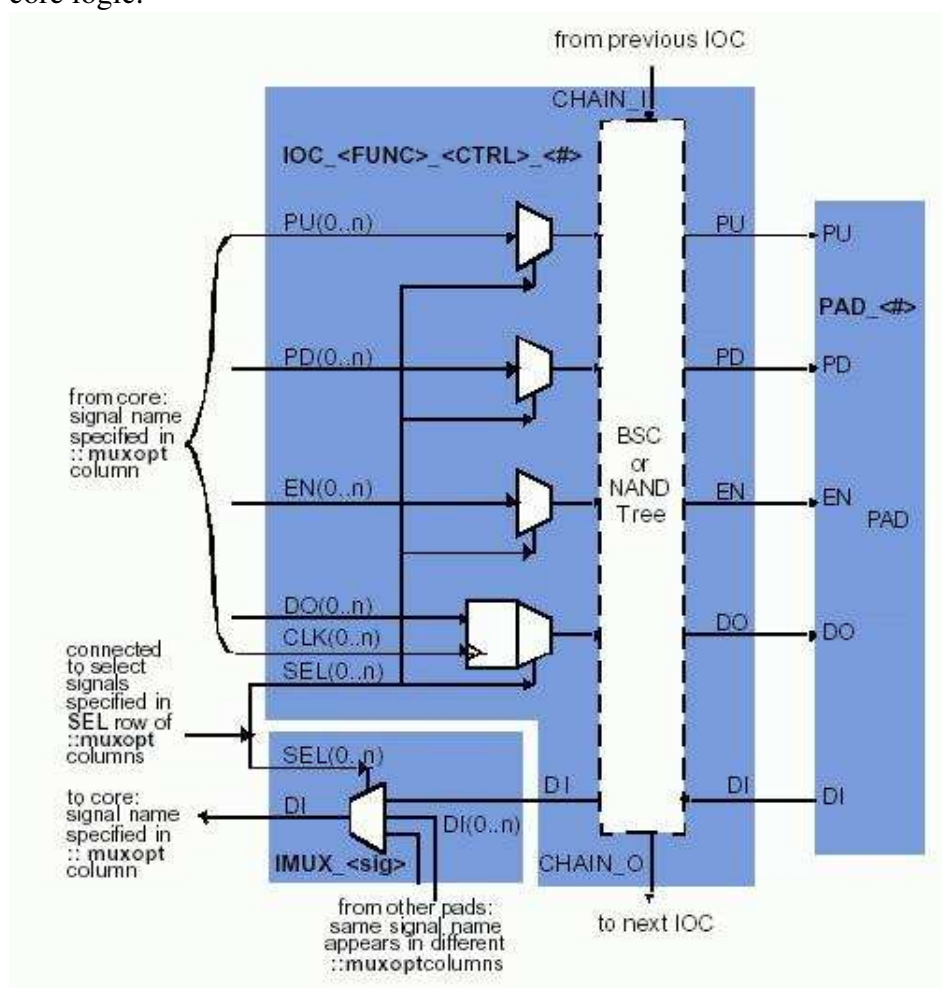 core logic.
from previous IOC
CHAIN_I
IOC_<FUNC>_<CTRL>_<#>
PU(0..n)
PU
PU
PAD_<#>
PD(0..n)
PD
PD
from core:
signal name
specified in
:: muxopt
column
BSC
or
NAND
Tree
EN(0..n)
EN
EN
PAD
DO(0..n)
DO
DO
CLK(0..n)
SEL(0..n)
connected
to select
signals
specified in
SEL row of
::muxopt
columns
SEL(0..n)
DI
DI
DI
to core:
signal name
specified in
:: muxopt
column
DI
DI(0..n)
IMUX_<sig>
CHAIN_O
from other pads:
same signal name
appears in different
::muxoptcolumns
to next IOC